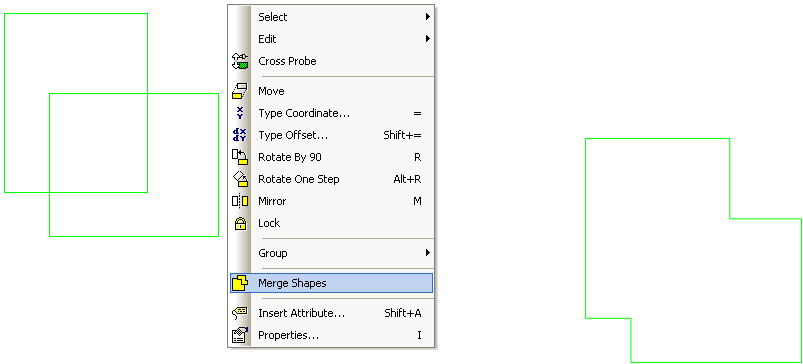 Select
Edit
Cross Probe
Move
Type Coordinate... =
Type Offset... Shift+=
Rotate By 90 R
Rotate One Step Alt+R
Mirror M
Lock
Group
Merge Shapes
Insert Attribute... Shift+A
Properties... I